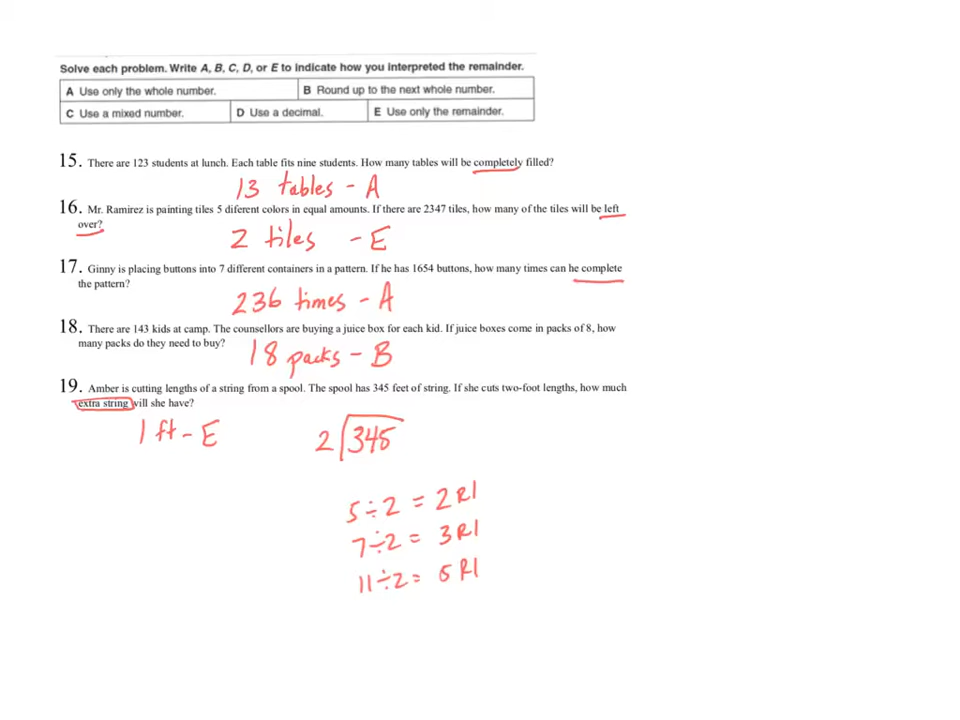 Solve each problem. Write A, B, C, D, or E to indicate how you interpreted the remainder.
A Use only the whole number. B Round up to the next whole number.
C Use a mixed number. D Use a decimal. E Use only the remainder.
15. There are 123 students at lunch. Each table fits nine students. How many tables will be completely filled?
13 tables - A
16. Mr. Ramirez is painting tiles 5 diferent colors in equal amounts. If there are 2347 tiles, how many of the tiles will be left
over?
2 tiles - E
17. Ginny is placing buttons into 7 different containers in a pattern. If he has 1654 buttons, how many times can he complete
the pattern?
236 times - A
18. There are 143 kids at camp. The counsellors are buying a juice box for each kid. If juice boxes come in packs of 8, how
many packs do they need to buy?
18 packs - B
19. Amber is cutting lengths of a string from a spool. The spool has 345 feet of string. If she cuts two-foot lengths, how much
extra string will she have?
1 ft - E 2)345
5÷2 = 2 R1
7÷2 = 3 R1
11÷2 = 5 R1